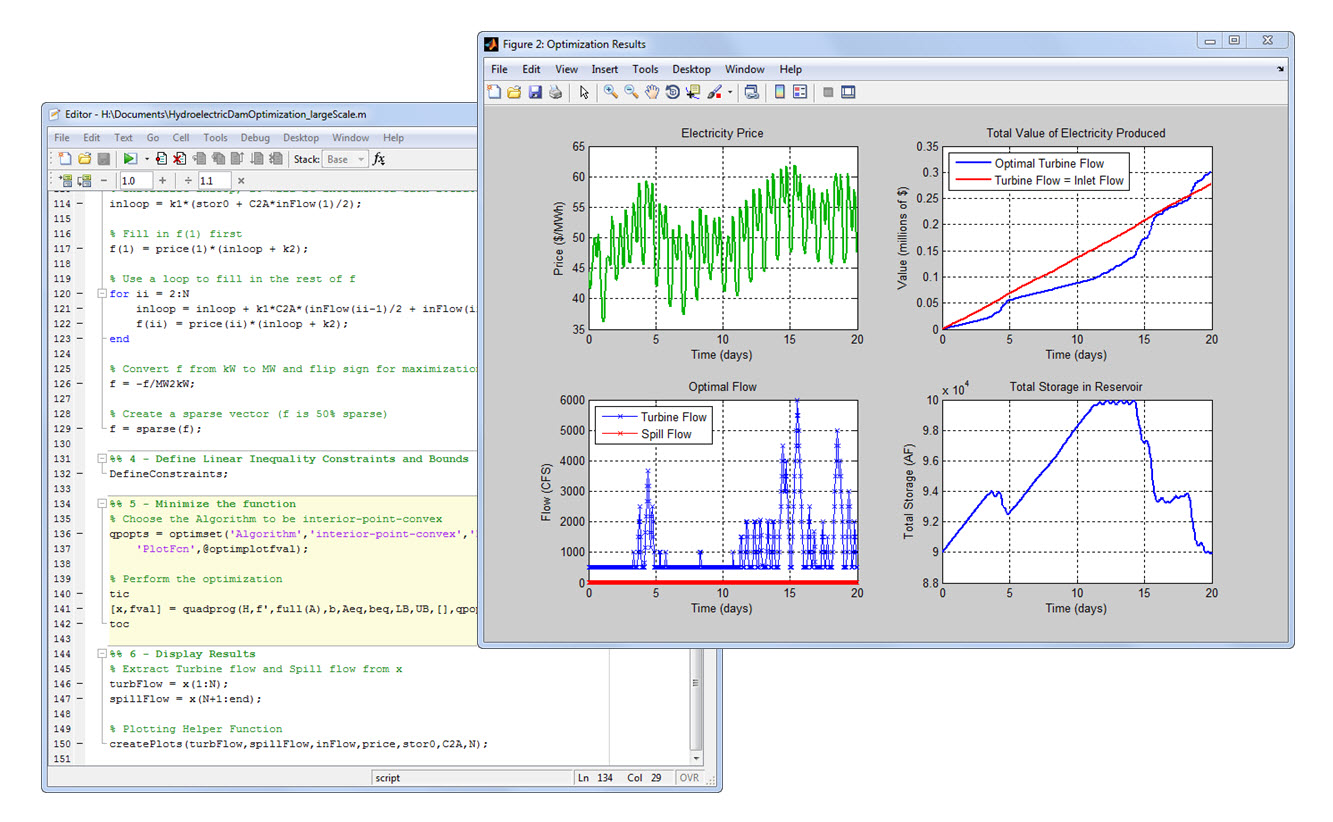 Editor - H:\Documents\HydroelectricDamOptimization_largeScale.m
File Edit Text Go Cell Tools Debug Desktop Window Help
Stack: Base fx
− 1.0 + ÷ 1.1 ×
114 − inloop = k1*(stor0 + C2A*inFlow(1)/2);
115
116 % Fill in f(1) first
117 − f(1) = price(1)*(inloop + k2);
118
119 % Use a loop to fill in the rest of f
120 − for ii = 2:N
121 − inloop = inloop + k1*C2A*(inFlow(ii-1)/2 + inFlow(i
122 − f(ii) = price(ii)*(inloop + k2);
123 − end
124
125 % Convert f from kW to MW and flip sign for maximizatio
126 − f = -f/MW2kW;
127
128 % Create a sparse vector (f is 50% sparse)
129 − f = sparse(f);
130
131 %% 4 - Define Linear Inequality Constraints and Bounds
132 − DefineConstraints;
133
134 %% 5 - Minimize the function
135 % Choose the Algorithm to be interior-point-convex
136 − qpopts = optimset('Algorithm','interior-point-convex','
137 'PlotFcn',@optimplotfval);
138
139 % Perform the optimization
140 − tic
141 − [x,fval] = quadprog(H,f',full(A),b,Aeq,beq,LB,UB,[],qpo
142 − toc
143
144 %% 6 - Display Results
145 % Extract Turbine flow and Spill flow from x
146 − turbFlow = x(1:N);
147 − spillFlow = x(N+1:end);
148
149 % Plotting Helper Function
150 − createPlots(turbFlow,spillFlow,inFlow,price,stor0,C2A,N);
151
script Ln 134 Col 29 OVR
Figure 2: Optimization Results
File Edit View Insert Tools Desktop Window Help
Electricity Price
65
60
55
50
45
40
35
Price ($/MWh)
0 5 10 15 20
Time (days)
Total Value of Electricity Produced
Optimal Turbine Flow
Turbine Flow = Inlet Flow
0.35
0.3
0.25
0.2
0.15
0.1
0.05
0
Value (millions of $)
0 5 10 15 20
Time (days)
Optimal Flow
Turbine Flow
Spill Flow
6000
5000
4000
3000
2000
1000
0
Flow (CFS)
0 5 10 15 20
Time (days)
Total Storage in Reservoir
x 10^4
10
9.8
9.6
9.4
9.2
9
8.8
Total Storage (AF)
0 5 10 15 20
Time (days)